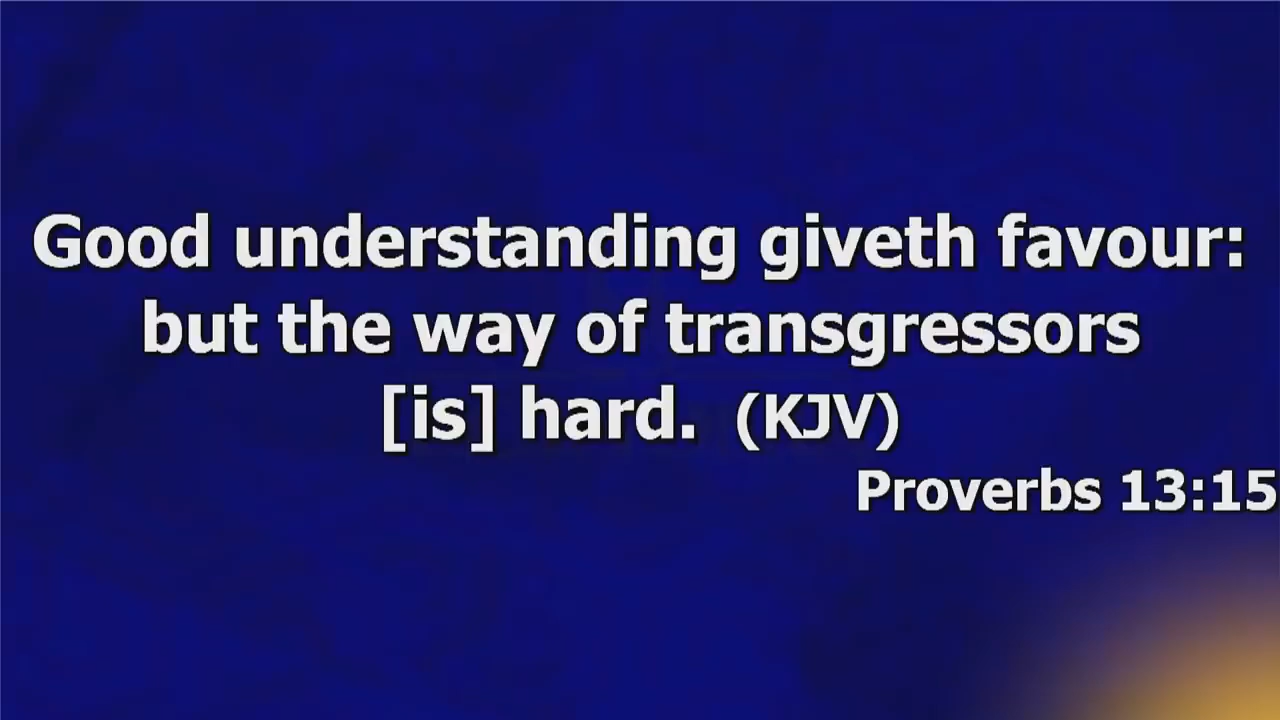 Good understanding giveth favour:
but the way of transgressors
[is] hard. (KJV)
Proverbs 13:15